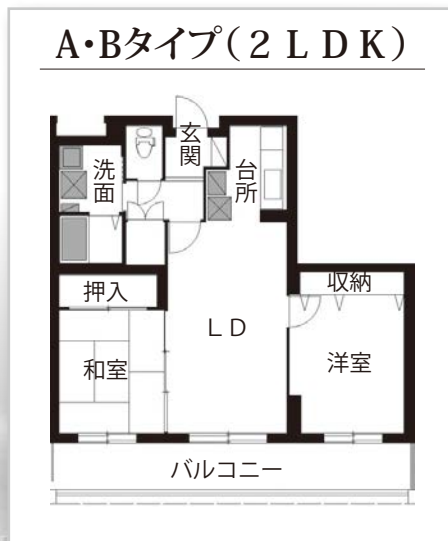 A・Bタイプ（２ＬＤＫ）
玄関
洗面
台所
押入
収納
ＬＤ
和室
洋室
バルコニー